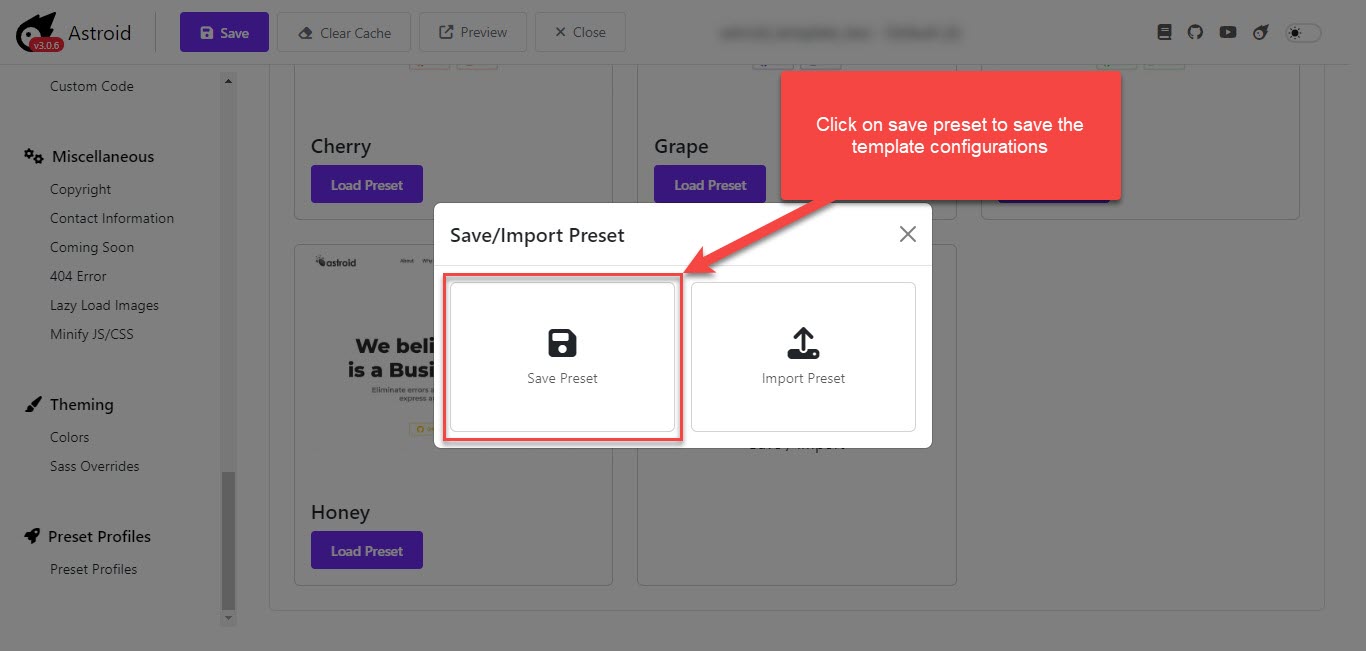 v3.0.6
Astroid
Save
Clear Cache
Preview
Close
Custom Code
Miscellaneous
Copyright
Contact Information
Coming Soon
404 Error
Lazy Load Images
Minify JS/CSS
Theming
Colors
Sass Overrides
Preset Profiles
Preset Profiles
Cherry
Load Preset
Grape
Load Preset
Click on save preset to save the
template configurations
Save/Import Preset
Save Preset
Import Preset
astroid
About
Why
We beli
is a Busi
Eliminate errors
express
Save / Import
Honey
Load Preset